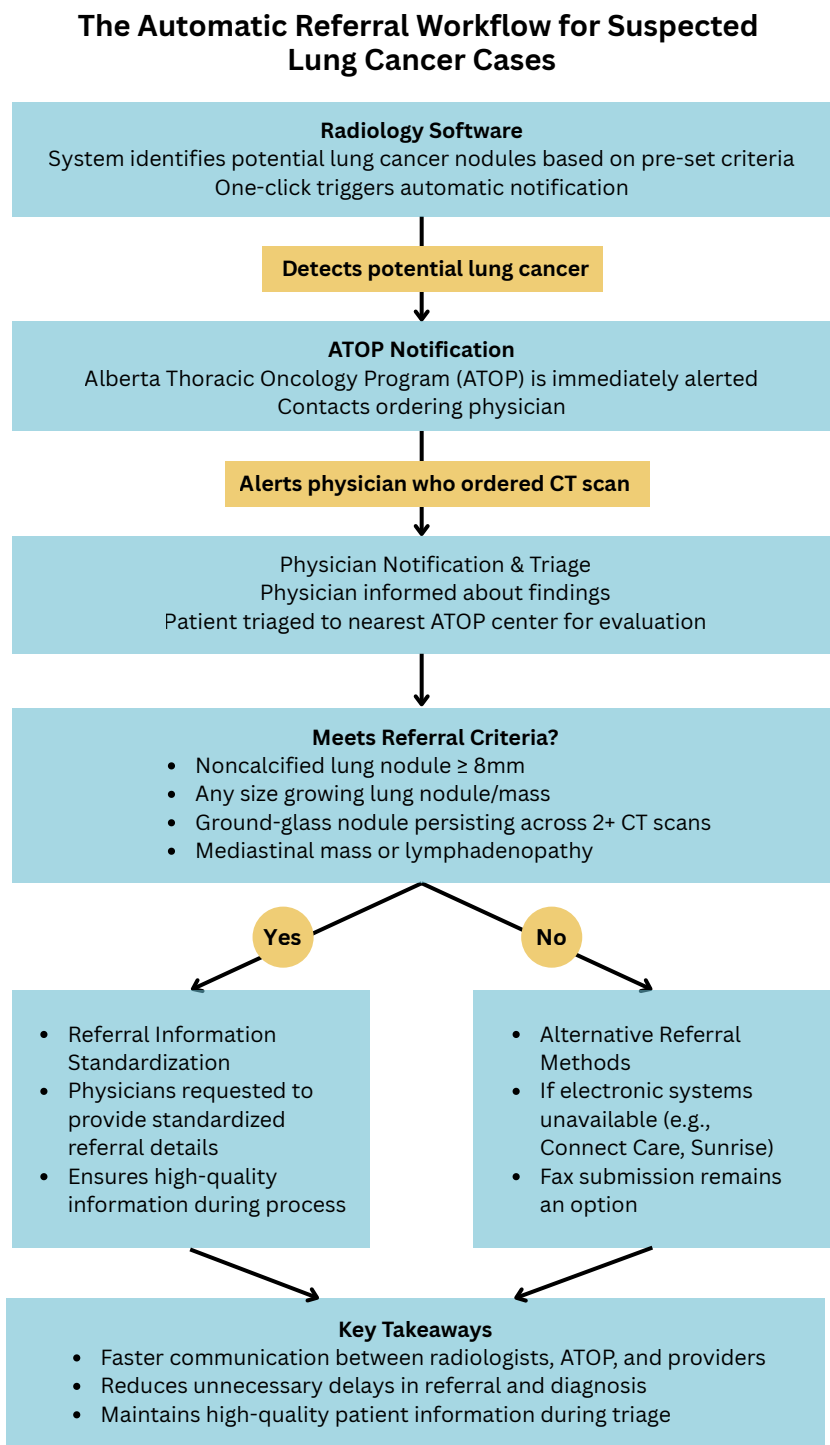 The Automatic Referral Workflow for Suspected
Lung Cancer Cases
Radiology Software
System identifies potential lung cancer nodules based on pre-set criteria
One-click triggers automatic notification
Detects potential lung cancer
ATOP Notification
Alberta Thoracic Oncology Program (ATOP) is immediately alerted
Contacts ordering physician
Alerts physician who ordered CT scan
Physician Notification & Triage
Physician informed about findings
Patient triaged to nearest ATOP center for evaluation
Meets Referral Criteria?
• Noncalcified lung nodule ≥ 8mm
• Any size growing lung nodule/mass
• Ground-glass nodule persisting across 2+ CT scans
• Mediastinal mass or lymphadenopathy
Yes
No
• Referral Information
Standardization
• Physicians requested to
provide standardized
referral details
• Ensures high-quality
information during process
• Alternative Referral
Methods
• If electronic systems
unavailable (e.g.,
Connect Care, Sunrise)
• Fax submission remains
an option
Key Takeaways
• Faster communication between radiologists, ATOP, and providers
• Reduces unnecessary delays in referral and diagnosis
• Maintains high-quality patient information during triage